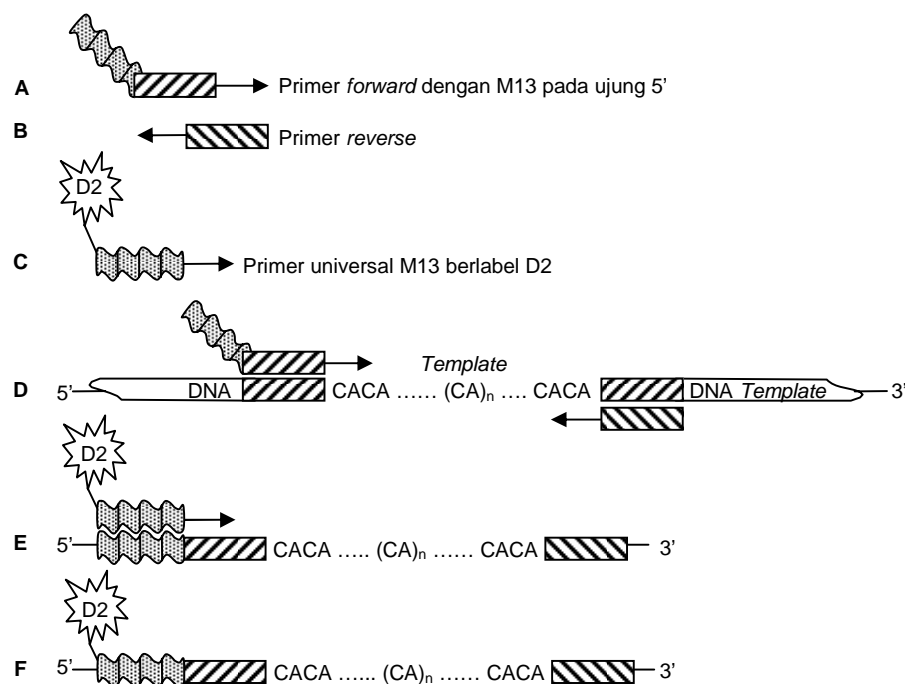 A Primer forward dengan M13 pada ujung 5’
B Primer reverse
D2
C Primer universal M13 berlabel D2
Template
D 5’ DNA CACA …… (CA)n …. CACA DNA Template 3’
D2
E 5’ CACA ….. (CA)n …… CACA 3’
D2
F 5’ CACA …... (CA)n …… CACA 3’